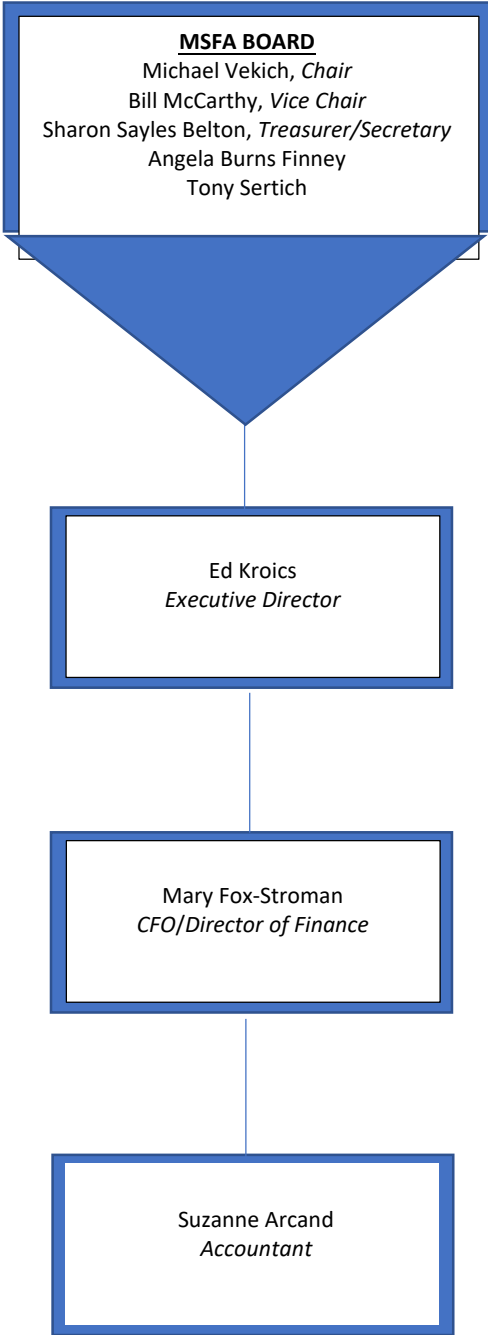 MSFA BOARD
Michael Vekich, Chair
Bill McCarthy, Vice Chair
Sharon Sayles Belton, Treasurer/Secretary
Angela Burns Finney
Tony Sertich
Ed Kroics
Executive Director
Mary Fox-Stroman
CFO/Director of Finance
Suzanne Arcand
Accountant